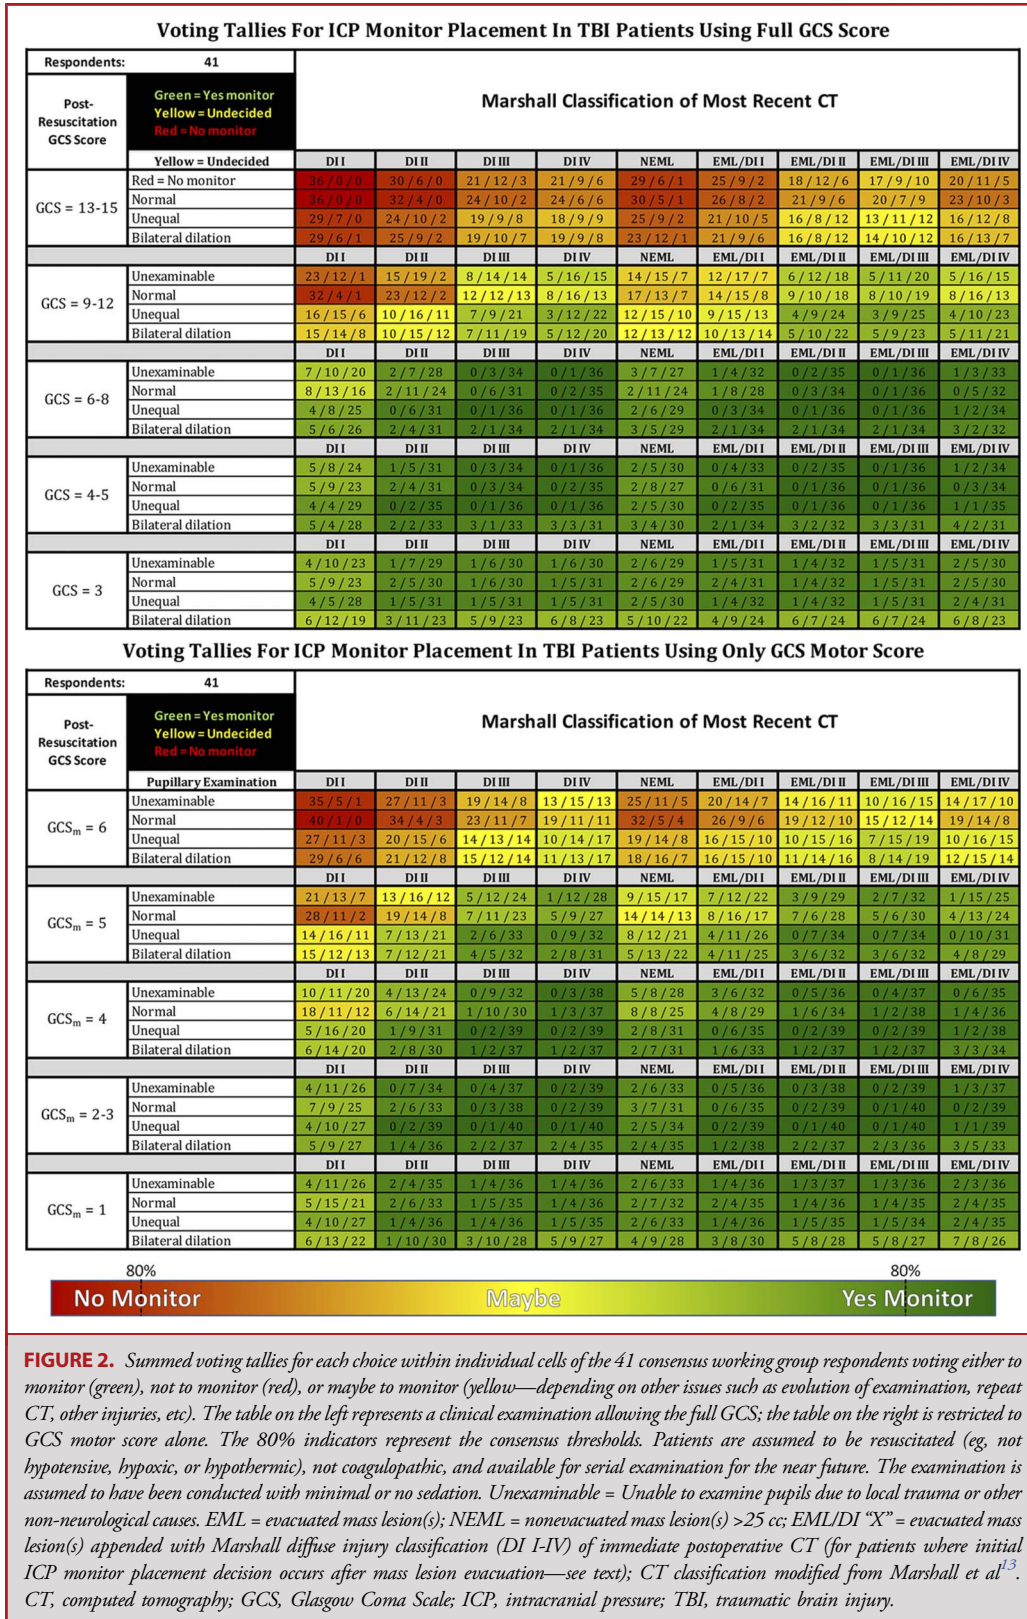 Voting Tallies For ICP Monitor Placement In TBI Patients Using Full GCS Score
Respondents: 41
Post-Resuscitation GCS Score
Green = Yes monitor
Yellow = Undecided
Red = No monitor
Marshall Classification of Most Recent CT
Yellow = Undecided DI I DI II DI III DI IV NEML EML/DI I EML/DI II EML/DI III EML/DI IV
GCS = 13-15
Red = No monitor 36/0/0 30/6/0 21/12/3 21/9/6 29/6/1 25/9/2 18/12/6 17/9/10 20/11/5
Normal 36/0/0 32/4/0 24/10/2 24/6/6 30/5/1 26/8/2 21/9/6 20/7/9 23/10/3
Unequal 29/7/0 24/10/2 19/9/8 18/9/9 25/9/2 21/10/5 16/8/12 13/11/12 16/12/8
Bilateral dilation 29/6/1 25/9/2 19/10/7 19/9/8 23/12/1 21/9/6 16/8/12 14/10/12 16/13/7
DI I DI II DI III DI IV NEML EML/DI I EML/DI II EML/DI III EML/DI IV
GCS = 9-12
Unexaminable 23/12/1 15/19/2 8/14/14 5/16/15 14/15/7 12/17/7 6/12/18 5/11/20 5/16/15
Normal 32/4/1 23/12/2 12/12/13 8/16/13 17/13/7 14/15/8 9/10/18 8/10/19 8/16/13
Unequal 16/15/6 10/16/11 7/9/21 3/12/22 12/15/10 9/15/13 4/9/24 3/9/25 4/10/23
Bilateral dilation 15/14/8 10/15/12 7/11/19 5/12/20 12/13/12 10/13/14 5/10/22 5/9/23 5/11/21
DI I DI II DI III DI IV NEML EML/DI I EML/DI II EML/DI III EML/DI IV
GCS = 6-8
Unexaminable 7/10/20 2/7/28 0/3/34 0/1/36 3/7/27 1/4/32 0/2/35 0/1/36 1/3/33
Normal 8/13/16 2/11/24 0/6/31 0/2/35 2/11/24 1/8/28 0/3/34 0/1/36 0/5/32
Unequal 4/8/25 0/6/31 0/1/36 0/1/36 2/6/29 0/3/34 0/1/36 0/1/36 1/2/34
Bilateral dilation 5/6/26 2/4/31 2/1/34 2/1/34 3/5/29 2/1/34 2/1/34 2/1/34 3/2/32
DI I DI II DI III DI IV NEML EML/DI I EML/DI II EML/DI III EML/DI IV
GCS = 4-5
Unexaminable 5/8/24 1/5/31 0/3/34 0/1/36 2/5/30 0/4/33 0/2/35 0/1/36 1/2/34
Normal 5/9/23 2/4/31 0/3/34 0/2/35 2/8/27 0/6/31 0/1/36 0/1/36 0/3/34
Unequal 4/4/29 0/2/35 0/1/36 0/1/36 2/5/30 0/2/35 0/1/36 0/1/36 1/1/35
Bilateral dilation 5/4/28 2/2/33 3/1/33 3/3/31 3/4/30 2/1/34 3/2/32 3/3/31 4/2/31
DI I DI II DI III DI IV NEML EML/DI I EML/DI II EML/DI III EML/DI IV
GCS = 3
Unexaminable 4/10/23 1/7/29 1/6/30 1/6/30 2/6/29 1/5/31 1/4/32 1/5/31 2/5/30
Normal 5/9/23 2/5/30 1/6/30 1/5/31 2/6/29 2/4/31 1/4/32 1/5/31 2/5/30
Unequal 4/5/28 1/5/31 1/5/31 1/5/31 2/5/30 1/4/32 1/4/32 1/5/31 2/4/31
Bilateral dilation 6/12/19 3/11/23 5/9/23 6/8/23 5/10/22 4/9/24 6/7/24 6/7/24 6/8/23
Voting Tallies For ICP Monitor Placement In TBI Patients Using Only GCS Motor Score
Respondents: 41
Post-Resuscitation GCS Score
Green = Yes monitor
Yellow = Undecided
Red = No monitor
Marshall Classification of Most Recent CT
Pupillary Examination DI I DI II DI III DI IV NEML EML/DI I EML/DI II EML/DI III EML/DI IV
GCSm = 6
Unexaminable 35/5/1 27/11/3 19/14/8 13/15/13 25/11/5 20/14/7 14/16/11 10/16/15 14/17/10
Normal 40/1/0 34/4/3 23/11/7 19/11/11 32/5/4 26/9/6 19/12/10 15/12/14 19/14/8
Unequal 27/11/3 20/15/6 14/13/14 10/14/17 19/14/8 16/15/10 10/15/16 7/15/19 10/16/15
Bilateral dilation 29/6/6 21/12/8 15/12/14 11/13/17 18/16/7 16/15/10 11/14/16 8/14/19 12/15/14
DI I DI II DI III DI IV NEML EML/DI I EML/DI II EML/DI III EML/DI IV
GCSm = 5
Unexaminable 21/13/7 13/16/12 5/12/24 1/12/28 9/15/17 7/12/22 3/9/29 2/7/32 1/15/25
Normal 28/11/2 19/14/8 7/11/23 5/9/27 14/14/13 8/16/17 7/6/28 5/6/30 4/13/24
Unequal 14/16/11 7/13/21 2/6/33 0/9/32 8/12/21 4/11/26 0/7/34 0/7/34 0/10/31
Bilateral dilation 15/12/13 7/12/21 4/5/32 2/8/31 5/13/22 4/11/25 3/6/32 3/6/32 4/8/29
DI I DI II DI III DI IV NEML EML/DI I EML/DI II EML/DI III EML/DI IV
GCSm = 4
Unexaminable 10/11/20 4/13/24 0/9/32 0/3/38 5/8/28 3/6/32 0/5/36 0/4/37 0/6/35
Normal 18/11/12 6/14/21 1/10/30 1/3/37 8/8/25 4/8/29 1/6/34 1/2/38 1/4/36
Unequal 5/16/20 1/9/31 0/2/39 0/2/39 2/8/31 0/6/35 0/2/39 0/2/39 1/2/38
Bilateral dilation 6/14/20 2/8/30 1/2/37 1/2/37 2/7/31 1/6/33 1/2/37 1/2/37 3/3/34
DI I DI II DI III DI IV NEML EML/DI I EML/DI II EML/DI III EML/DI IV
GCSm = 2-3
Unexaminable 4/11/26 0/7/34 0/4/37 0/2/39 2/6/33 0/5/36 0/3/38 0/2/39 1/3/37
Normal 7/9/25 2/6/33 0/3/38 0/2/39 3/7/31 0/6/35 0/2/39 0/1/40 0/2/39
Unequal 4/10/27 0/2/39 0/1/40 0/1/40 2/5/34 0/2/39 0/1/40 0/1/40 1/1/39
Bilateral dilation 5/9/27 1/4/36 2/2/37 2/4/35 2/4/35 1/2/38 2/2/37 2/3/36 3/5/33
DI I DI II DI III DI IV NEML EML/DI I EML/DI II EML/DI III EML/DI IV
GCSm = 1
Unexaminable 4/11/26 2/4/35 1/4/36 1/4/36 2/6/33 1/4/36 1/3/37 1/3/36 2/3/36
Normal 5/15/21 2/6/33 1/5/35 1/4/36 2/7/32 2/4/35 1/4/36 1/4/35 2/4/35
Unequal 4/10/27 1/4/36 1/4/36 1/5/35 2/6/33 1/4/36 1/5/35 1/5/34 2/4/35
Bilateral dilation 6/13/22 1/10/30 3/10/28 5/9/27 4/9/28 3/8/30 5/8/28 5/8/27 7/8/26
80% 80%
No Monitor Maybe Yes Monitor
FIGURE 2. Summed voting tallies for each choice within individual cells of the 41 consensus working group respondents voting either to
monitor (green), not to monitor (red), or maybe to monitor (yellow—depending on other issues such as evolution of examination, repeat
CT, other injuries, etc). The table on the left represents a clinical examination allowing the full GCS; the table on the right is restricted to
GCS motor score alone. The 80% indicators represent the consensus thresholds. Patients are assumed to be resuscitated (eg, not
hypotensive, hypoxic, or hypothermic), not coagulopathic, and available for serial examination for the near future. The examination is
assumed to have been conducted with minimal or no sedation. Unexaminable = Unable to examine pupils due to local trauma or other
non-neurological causes. EML = evacuated mass lesion(s); NEML = nonevacuated mass lesion(s) >25 cc; EML/DI “X” = evacuated mass
lesion(s) appended with Marshall diffuse injury classification (DI I-IV) of immediate postoperative CT (for patients where initial
ICP monitor placement decision occurs after mass lesion evacuation—see text); CT classification modified from Marshall et al13.
CT, computed tomography; GCS, Glasgow Coma Scale; ICP, intracranial pressure; TBI, traumatic brain injury.